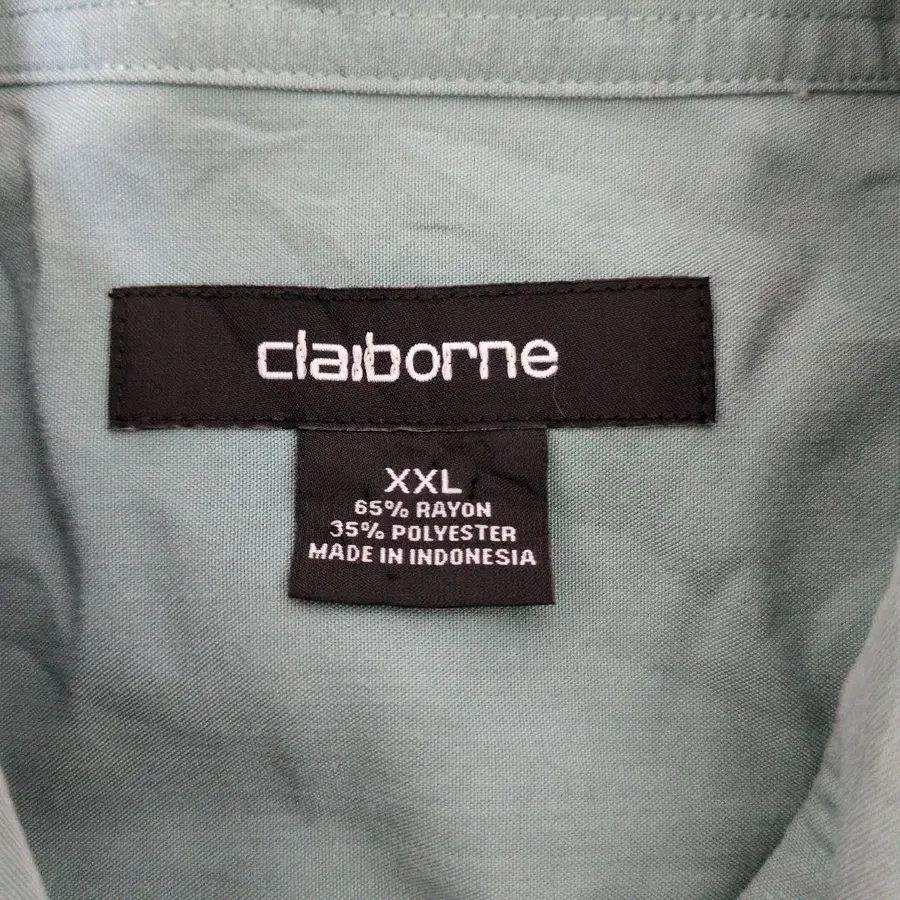 claiborne
XXL
65% RAYON
35% POLYESTER
MADE IN INDONESIA